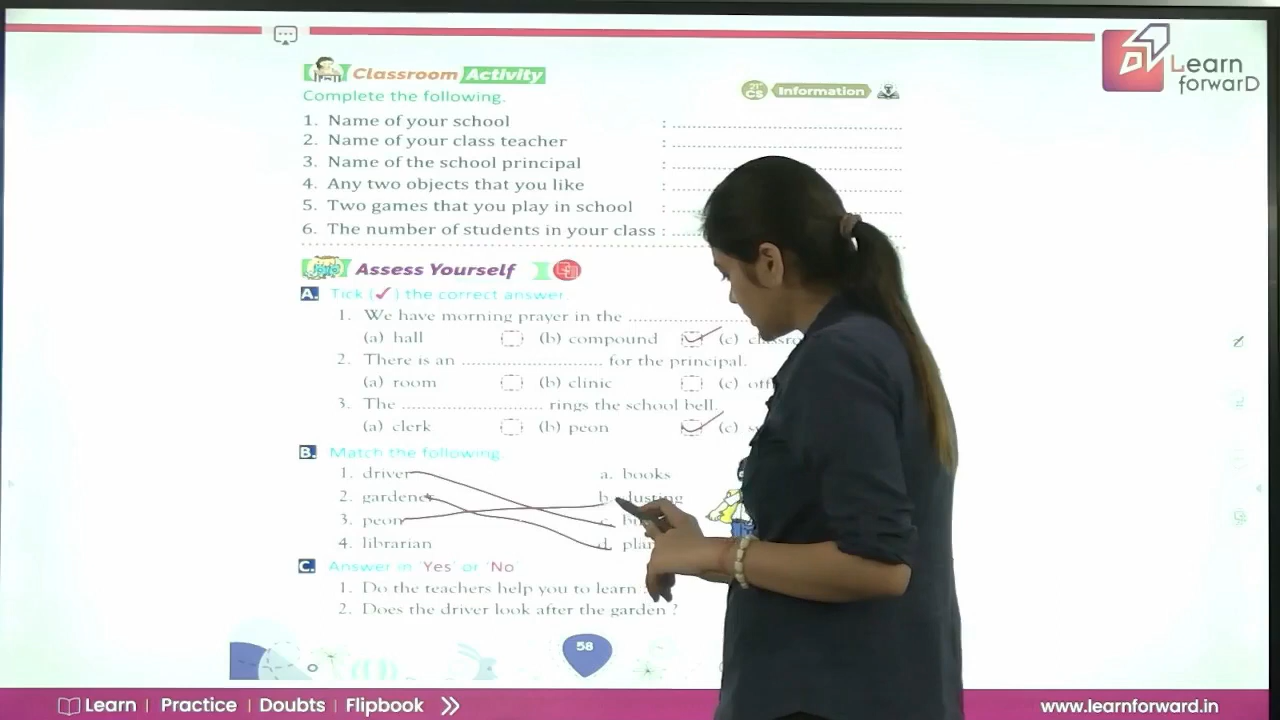 Learn
forwarD
Classroom Activity
Complete the following.
21st CS Information
1. Name of your school : ........................
2. Name of your class teacher : ........................
3. Name of the school principal : ........................
4. Any two objects that you like : ........................
5. Two games that you play in school : ........................
6. The number of students in your class : ........................
Assess Yourself
A. Tick (✓) the correct answer.
1. We have morning prayer in the ........................
(a) hall (b) compound ✓ (c)
2. There is an ........................ for the principal.
(a) room (b) clinic (c)
3. The ........................ rings the school bell.
(a) clerk (b) peon ✓ (c)
B. Match the following.
1. driver a. books
2. gardener b. dusting
3. peon c.
4. librarian d.
C. Answer in 'Yes' or 'No'
1. Do the teachers help you to learn
2. Does the driver look after the garden ?
58
Learn | Practice | Doubts | Flipbook
www.learnforward.in